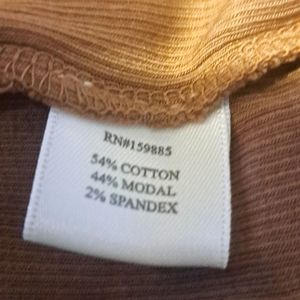 RN#159885
54% COTTON
44% MODAL
2% SPANDEX